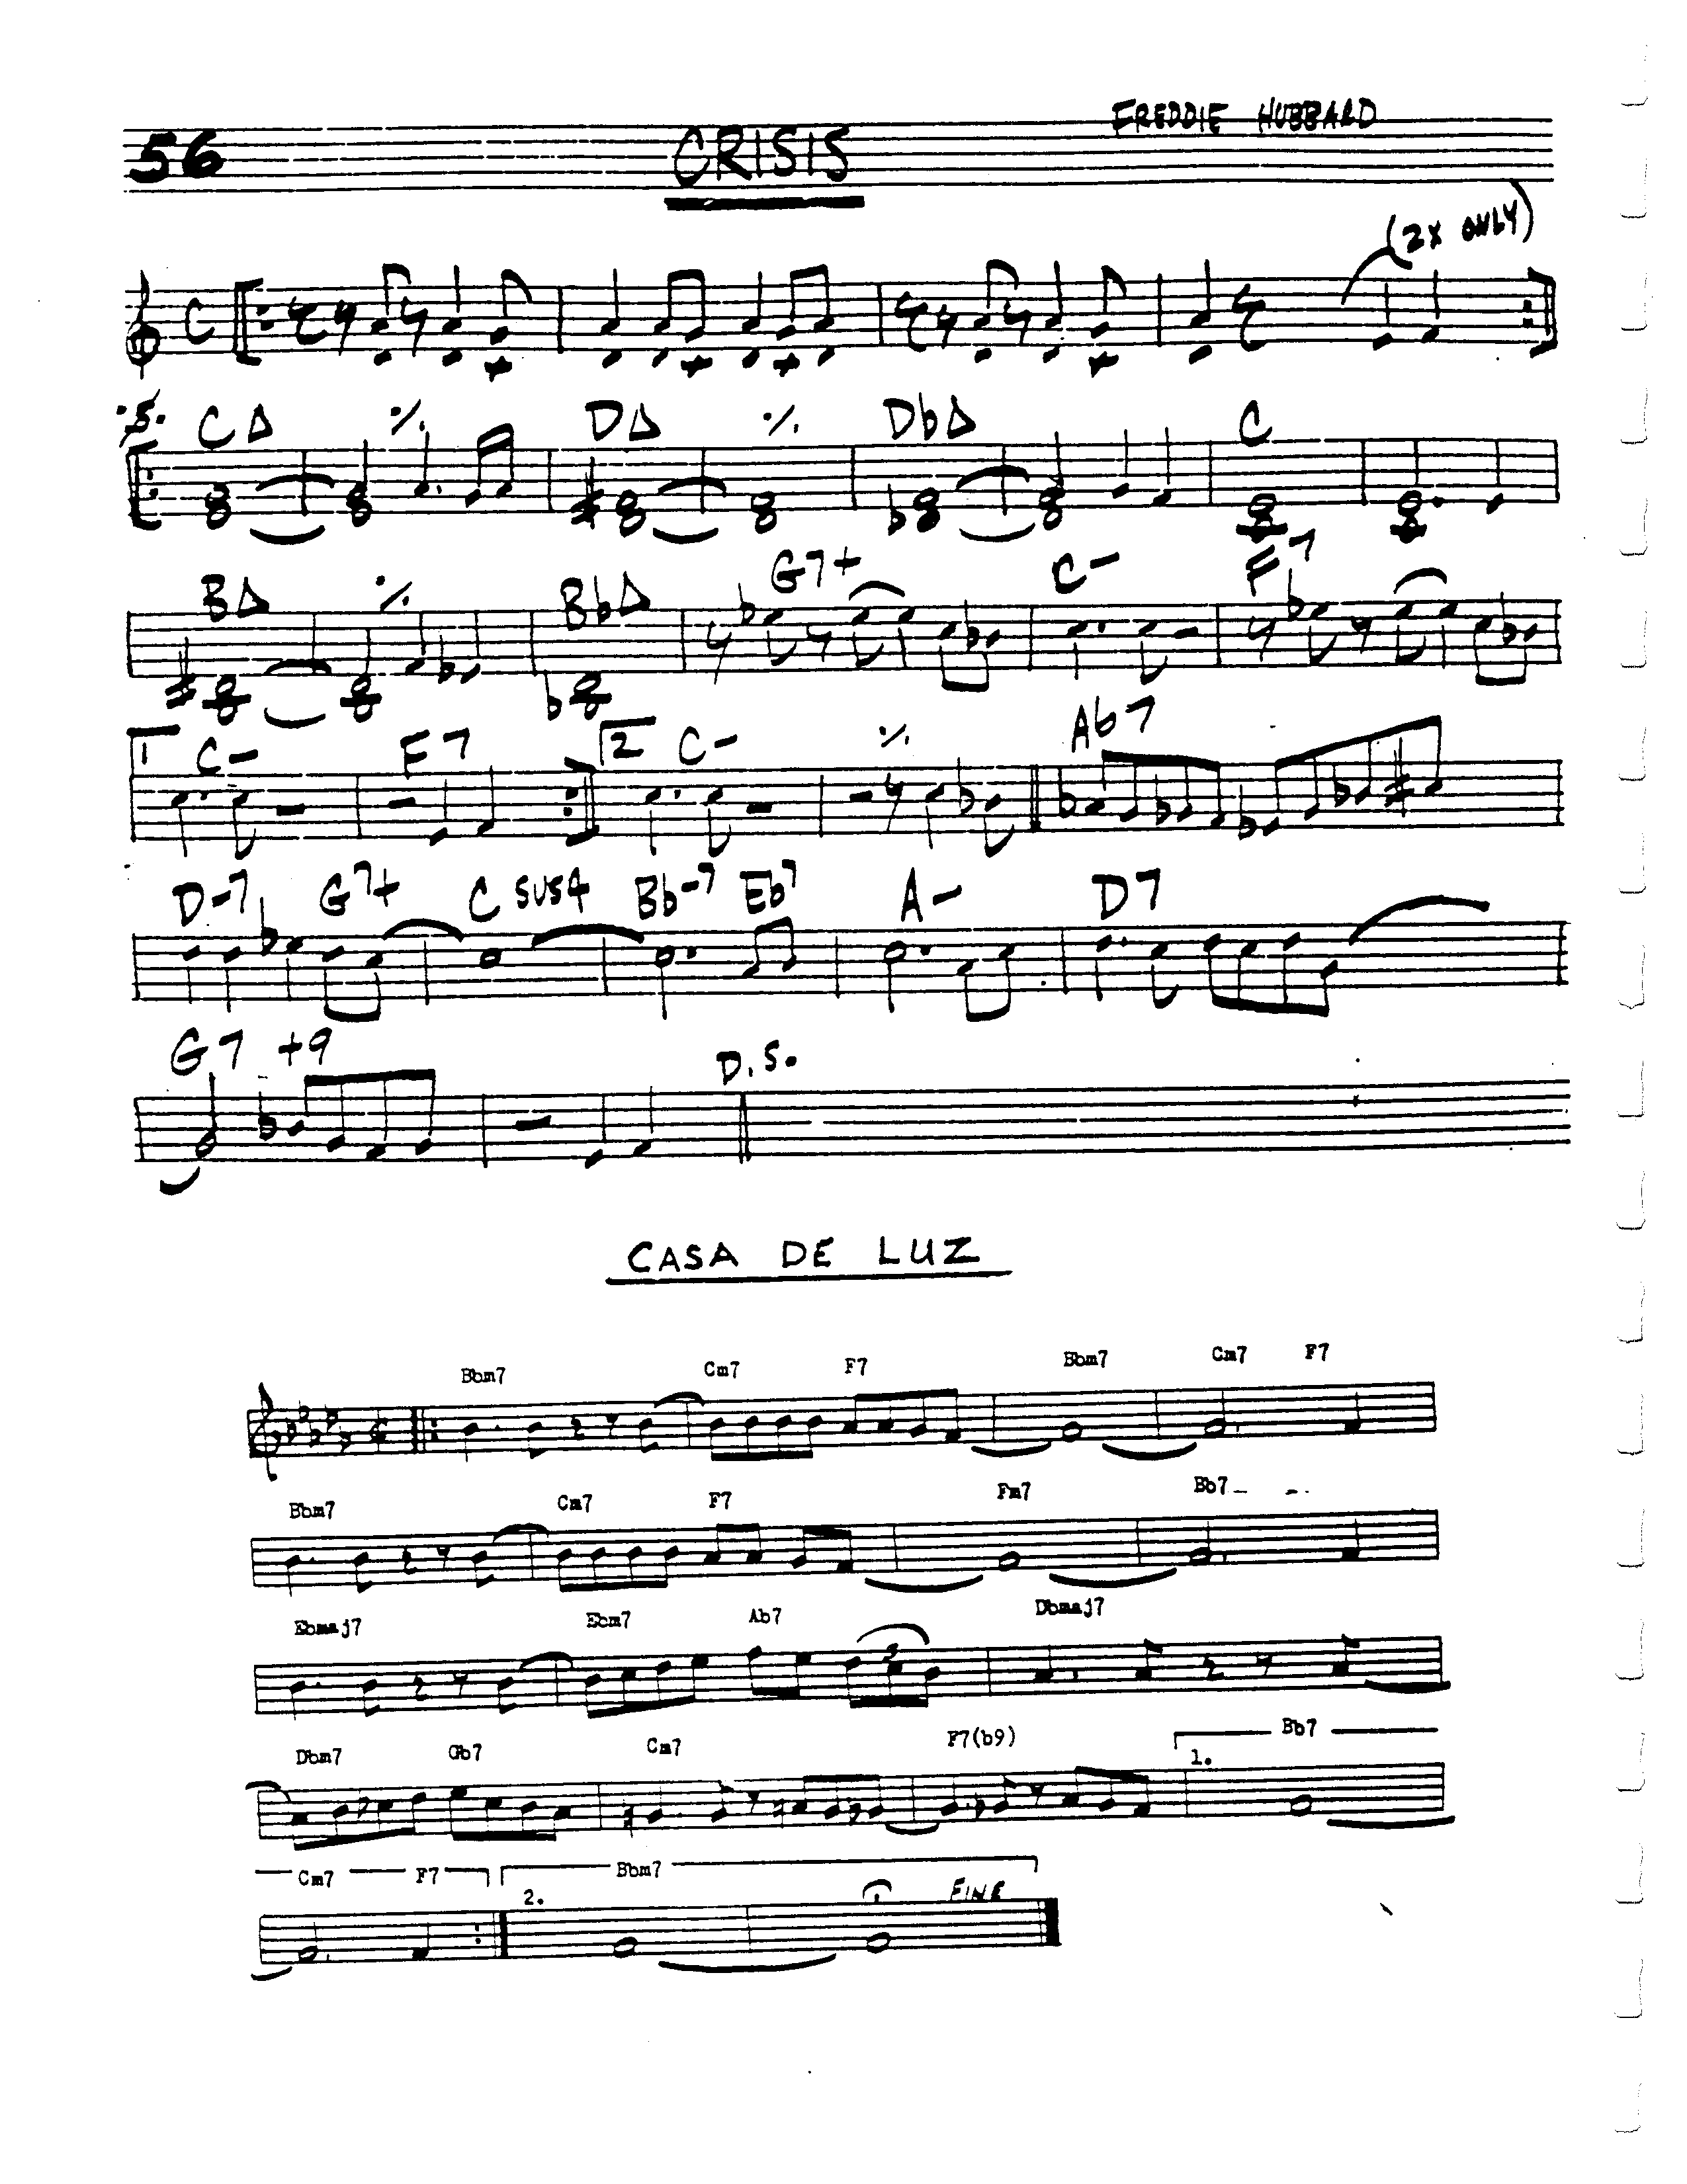 56 CRISIS FREDDIE HUBBARD
(2X ONLY)
.S. C∆ ٪ D∆ ٪ Db∆ C
B∆ ٪ Bb∆ G7+ C- F7
1 C- F7 2 C- ٪ Ab7
D-7 G7+ C SUS4 Bb-7 Eb7 A- D7
G7 +9 D.S.
CASA DE LUZ
Bbm7 Cm7 F7 Bbm7 Cm7 F7
Bbm7 Cm7 F7 Fm7 Bb7
Ebmaj7 Ebm7 Ab7 Dbmaj7
3
Dbm7 Gb7 Cm7 F7(b9) 1. Bb7
Cm7 F7 2. Bbm7 FINE